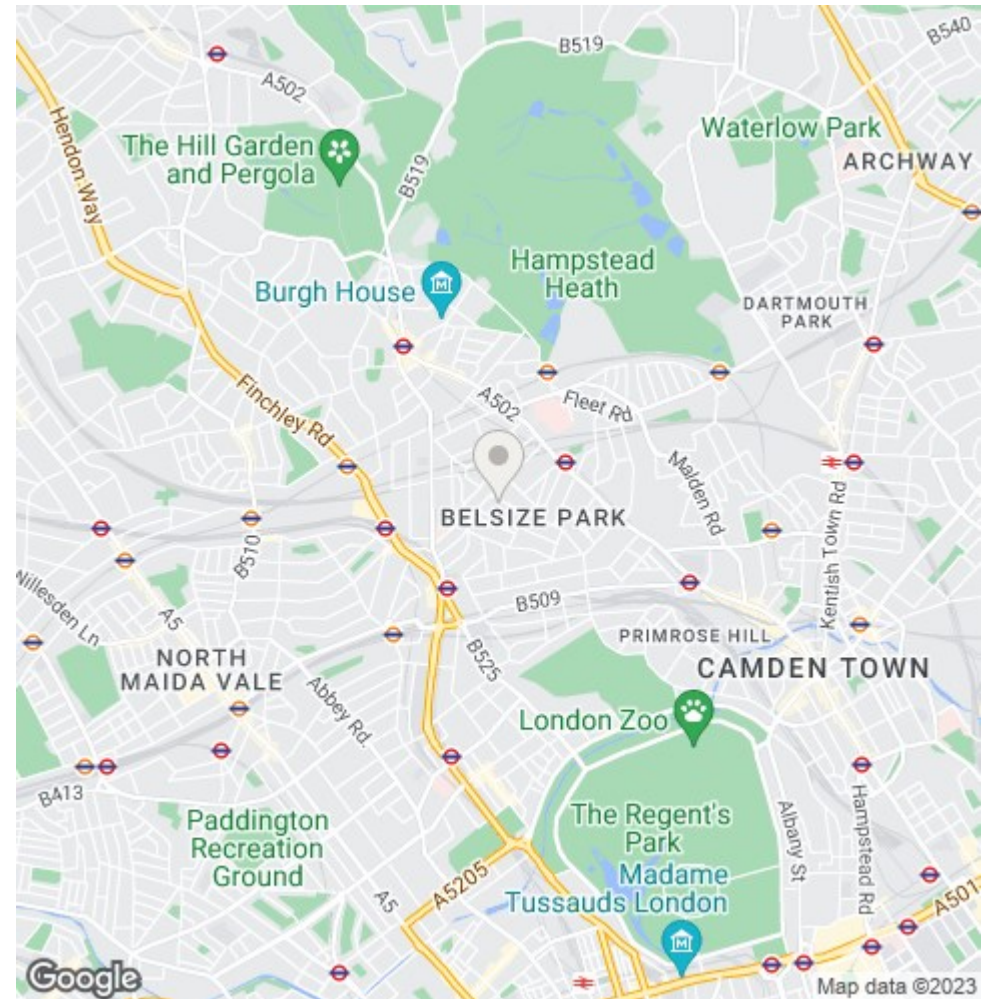 B519
B540
A502
Hendon Way
The Hill Garden
and Pergola
B519
Waterlow Park
ARCHWAY
Hampstead
Heath
Burgh House
DARTMOUTH
PARK
Finchley Rd
A502
Fleet Rd
Malden Rd
BELSIZE PARK
B510
Kentish Town Rd
Willesden Ln
A5
B509
PRIMROSE HILL
NORTH
MAIDA VALE
B525
CAMDEN TOWN
Abbey Rd.
London Zoo
B413
Paddington
Recreation
Ground
The Regent's
Park
Albany St
Hampstead Rd
Madame
Tussauds London
A5205
A5
A501
Google
Map data ©2023